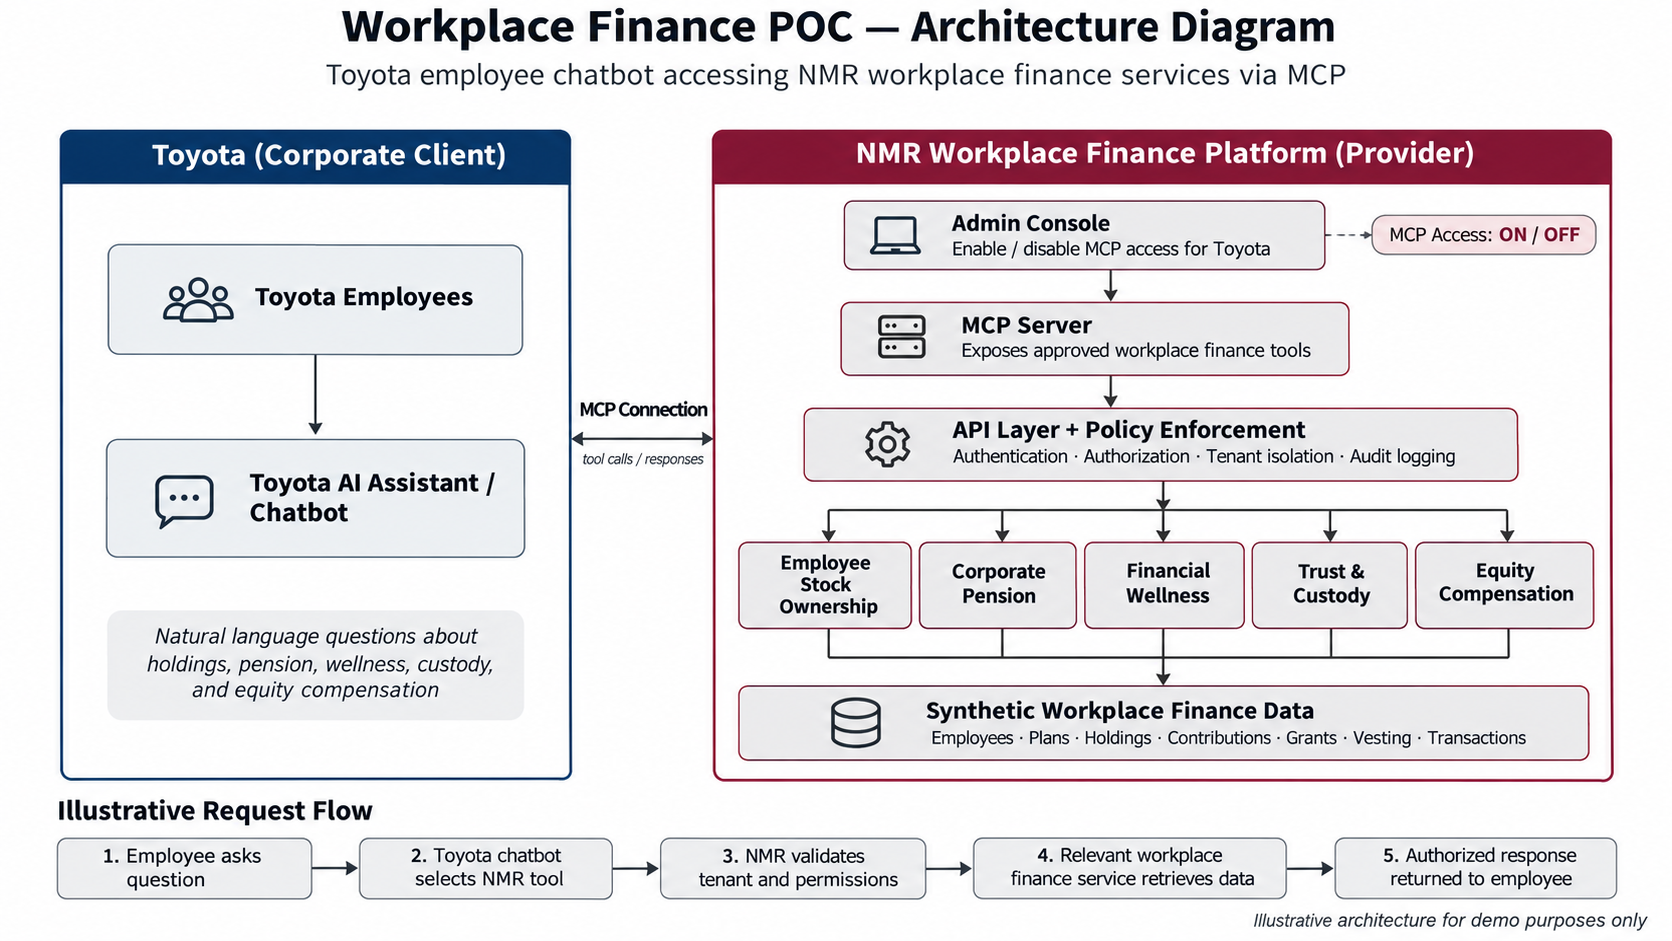 Workplace Finance POC — Architecture Diagram
Toyota employee chatbot accessing NMR workplace finance services via MCP
Toyota (Corporate Client)
Toyota Employees
Toyota AI Assistant /
Chatbot
Natural language questions about
holdings, pension, wellness, custody,
and equity compensation
MCP Connection
tool calls / responses
NMR Workplace Finance Platform (Provider)
Admin Console
Enable / disable MCP access for Toyota
MCP Access: ON / OFF
MCP Server
Exposes approved workplace finance tools
API Layer + Policy Enforcement
Authentication · Authorization · Tenant isolation · Audit logging
Employee
Stock
Ownership
Corporate
Pension
Financial
Wellness
Trust &
Custody
Equity
Compensation
Synthetic Workplace Finance Data
Employees · Plans · Holdings · Contributions · Grants · Vesting · Transactions
Illustrative Request Flow
1. Employee asks
question
2. Toyota chatbot
selects NMR tool
3. NMR validates
tenant and permissions
4. Relevant workplace
finance service retrieves data
5. Authorized response
returned to employee
Illustrative architecture for demo purposes only